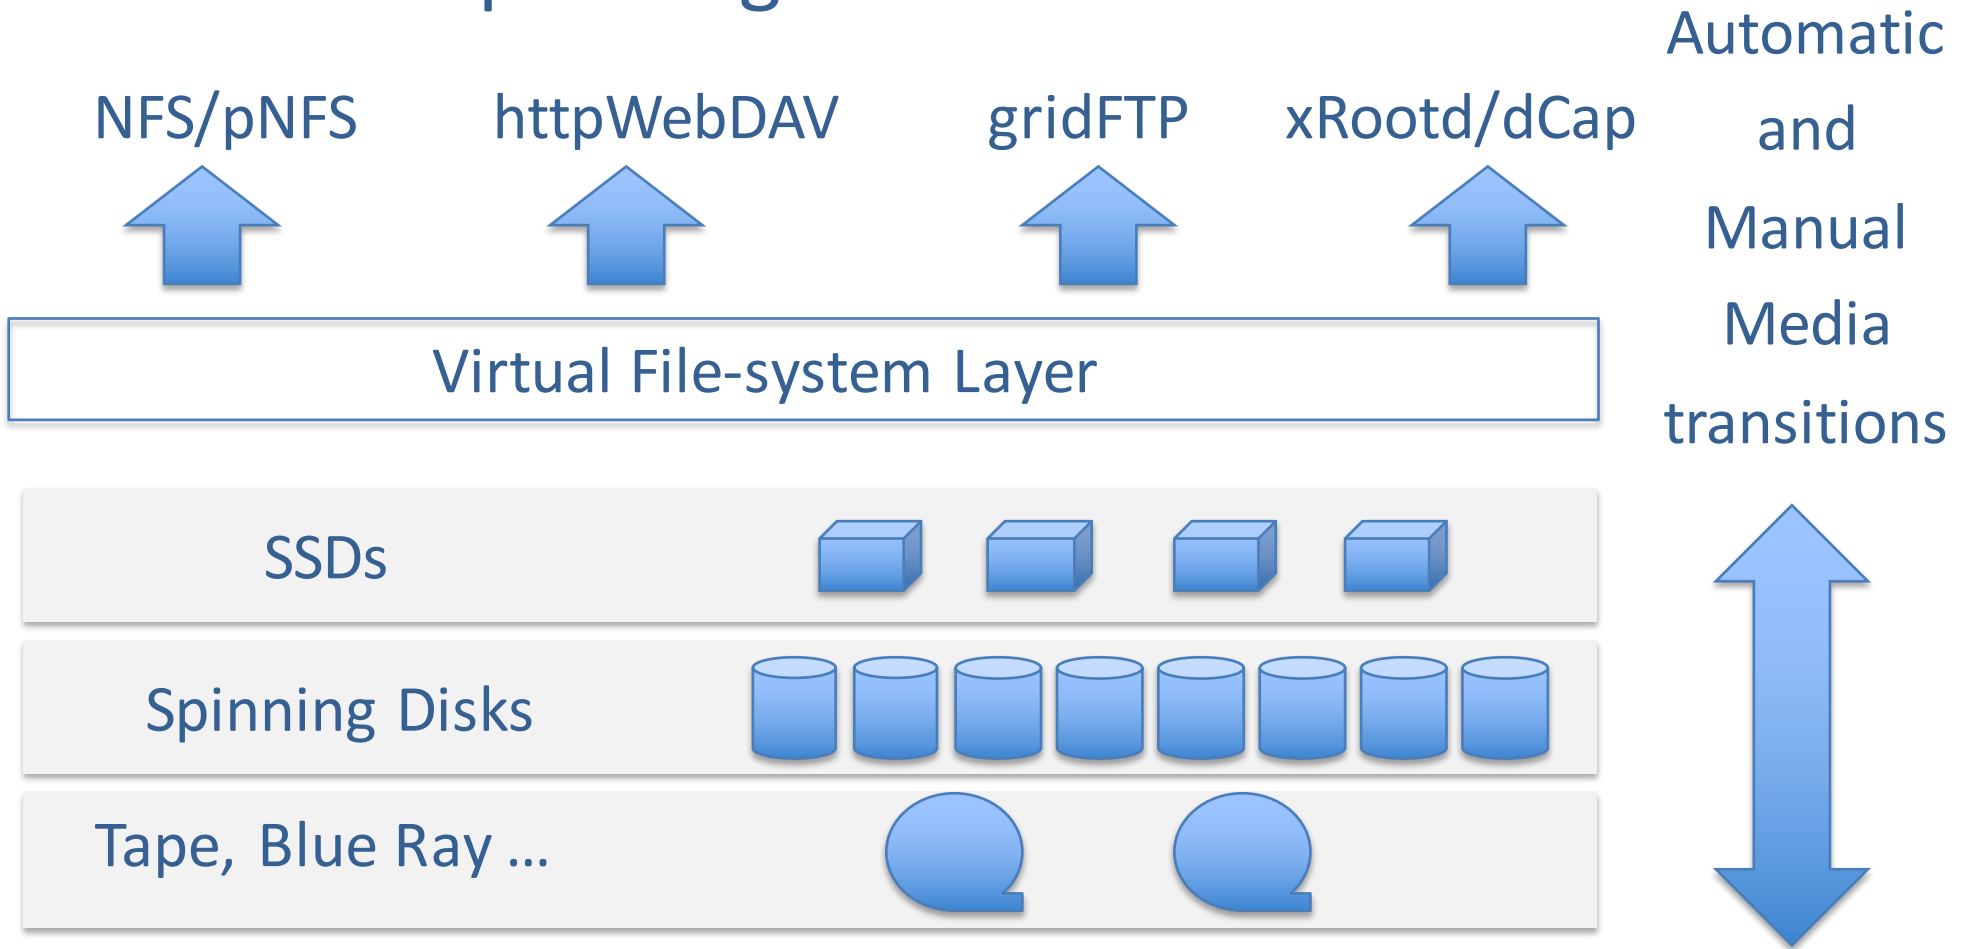 NFS/pNFS
httpWebDAV
gridFTP
xRootd/dCap
Automatic
and
Manual
Media
transitions
Virtual File-system Layer
SSDs
Spinning Disks
Tape, Blue Ray ...